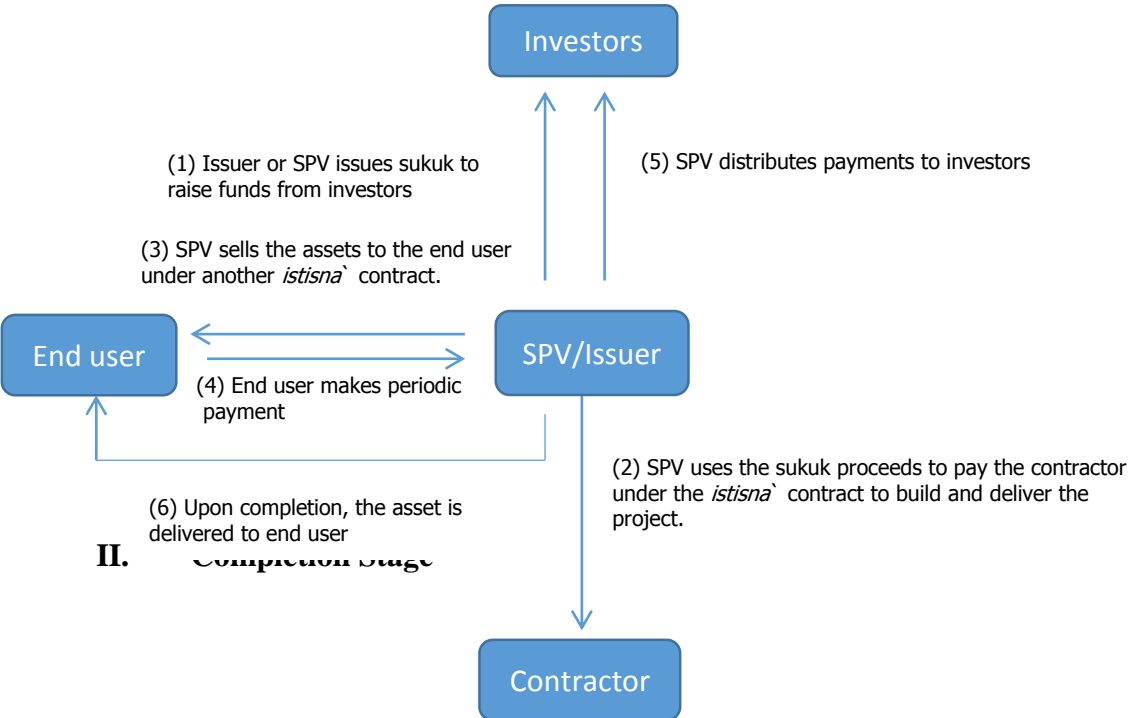 Investors
(1) Issuer or SPV issues sukuk to
raise funds from investors
(5) SPV distributes payments to investors
(3) SPV sells the assets to the end user
under another istisna` contract.
End user
SPV/Issuer
(4) End user makes periodic
payment
(2) SPV uses the sukuk proceeds to pay the contractor
under the istisna` contract to build and deliver the
project.
(6) Upon completion, the asset is
delivered to end user
II. Completion Stage
Contractor